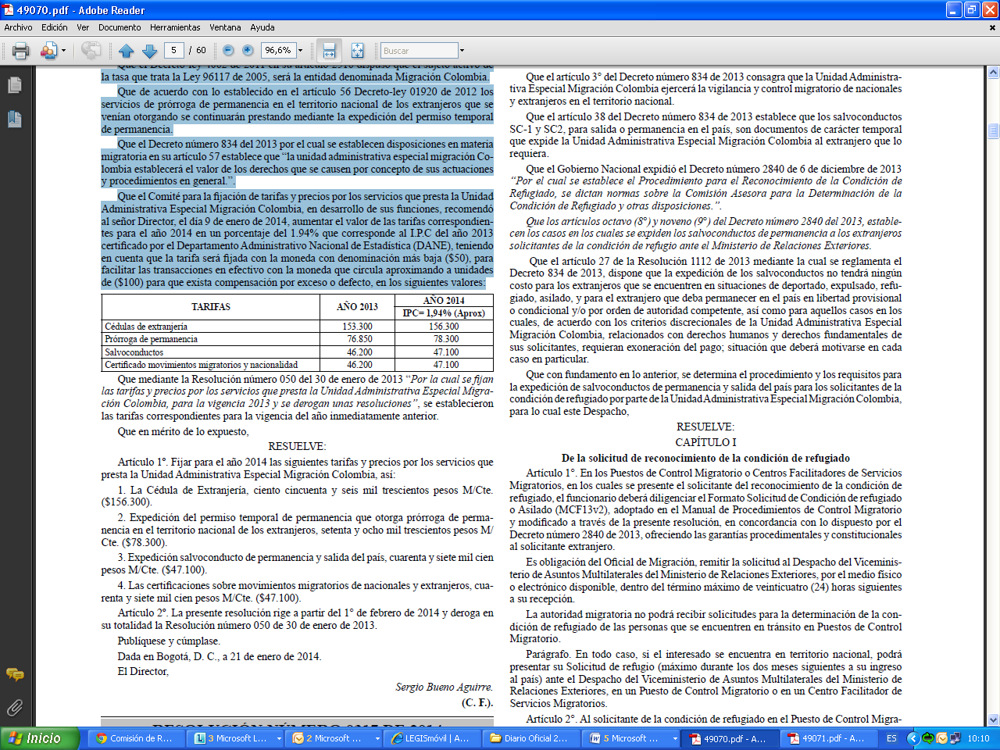 49070.pdf - Adobe Reader
Archivo Edición Ver Documento Herramientas Ventana Ayuda
5 / 60 96,6% Buscar
la tasa que trata la Ley 96117 de 2005, será la entidad denominada Migración Colombia.
Que de acuerdo con lo establecido en el artículo 56 Decreto-ley 01920 de 2012 los
servicios de prórroga de permanencia en el territorio nacional de los extranjeros que se
venían otorgando se continuarán prestando mediante la expedición del permiso temporal
de permanencia.
Que el Decreto número 834 del 2013 por el cual se establecen disposiciones en materia
migratoria en su artículo 57 establece que “la unidad administrativa especial migración Co-
lombia establecerá el valor de los derechos que se causen por concepto de sus actuaciones
y procedimientos en general.”.
Que el Comité para la fijación de tarifas y precios por los servicios que presta la Unidad
Administrativa Especial Migración Colombia, en desarrollo de sus funciones, recomendó
al señor Director, el día 9 de enero de 2014, aumentar el valor de las tarifas correspondien-
tes para el año 2014 en un porcentaje del 1.94% que corresponde al I.P.C del año 2013
certificado por el Departamento Administrativo Nacional de Estadística (DANE), teniendo
en cuenta que la tarifa será fijada con la moneda con denominación más baja ($50), para
facilitar las transacciones en efectivo con la moneda que circula aproximando a unidades
de ($100) para que exista compensación por exceso o defecto, en los siguientes valores:
TARIFAS AÑO 2013 AÑO 2014
IPC= 1,94% (Aprox)
Cédulas de extranjería 153.300 156.300
Prórroga de permanencia 76.850 78.300
Salvoconductos 46.200 47.100
Certificado movimientos migratorios y nacionalidad 46.200 47.100
Que mediante la Resolución número 050 del 30 de enero de 2013 “Por la cual se fijan
las tarifas y precios por los servicios que presta la Unidad Administrativa Especial Migra-
ción Colombia, para la vigencia 2013 y se derogan unas resoluciones”, se establecieron
las tarifas correspondientes para la vigencia del año inmediatamente anterior.
Que en mérito de lo expuesto,
RESUELVE:
Artículo 1°. Fijar para el año 2014 las siguientes tarifas y precios por los servicios que
presta la Unidad Administrativa Especial Migración Colombia, así:
1. La Cédula de Extranjería, ciento cincuenta y seis mil trescientos pesos M/Cte.
($156.300).
2. Expedición del permiso temporal de permanencia que otorga prórroga de perma-
nencia en el territorio nacional de los extranjeros, setenta y ocho mil trescientos pesos M/
Cte. ($78.300).
3. Expedición salvoconducto de permanencia y salida del país, cuarenta y siete mil cien
pesos M/Cte. ($47.100).
4. Las certificaciones sobre movimientos migratorios de nacionales y extranjeros, cua-
renta y siete mil cien pesos M/Cte. ($47.100).
Artículo 2°. La presente resolución rige a partir del 1° de febrero de 2014 y deroga en
su totalidad la Resolución número 050 de 30 de enero de 2013.
Publíquese y cúmplase.
Dada en Bogotá, D. C., a 21 de enero de 2014.
El Director,
Sergio Bueno Aguirre.
(C. F.).
Que el artículo 3° del Decreto número 834 de 2013 consagra que la Unidad Administra-
tiva Especial Migración Colombia ejercerá la vigilancia y control migratorio de nacionales
y extranjeros en el territorio nacional.
Que el artículo 38 del Decreto número 834 de 2013 establece que los salvoconductos
SC-1 y SC2, para salida o permanencia en el país, son documentos de carácter temporal
que expide la Unidad Administrativa Especial Migración Colombia al extranjero que lo
requiera.
Que el Gobierno Nacional expidió el Decreto número 2840 de 6 de diciembre de 2013
“Por el cual se establece el Procedimiento para el Reconocimiento de la Condición de
Refugiado, se dictan normas sobre la Comisión Asesora para la Determinación de la
Condición de Refugiado y otras disposiciones.”.
Que los artículos octavo (8°) y noveno (9°) del Decreto número 2840 del 2013, estable-
cen los casos en los cuales se expiden los salvoconductos de permanencia a los extranjeros
solicitantes de la condición de refugio ante el Ministerio de Relaciones Exteriores.
Que el artículo 27 de la Resolución 1112 de 2013 mediante la cual se reglamenta el
Decreto 834 de 2013, dispone que la expedición de los salvoconductos no tendrá ningún
costo para los extranjeros que se encuentren en situaciones de deportado, expulsado, refu-
giado, asilado, y para el extranjero que deba permanecer en el país en libertad provisional
o condicional y/o por orden de autoridad competente, así como para aquellos casos en los
cuales, de acuerdo con los criterios discrecionales de la Unidad Administrativa Especial
Migración Colombia, relacionados con derechos humanos y derechos fundamentales de
sus solicitantes, requieran exoneración del pago; situación que deberá motivarse en cada
caso en particular.
Que con fundamento en lo anterior, se determina el procedimiento y los requisitos para
la expedición de salvoconductos de permanencia y salida del país para los solicitantes de la
condición de refugiado por parte de la Unidad Administrativa Especial Migración Colombia,
para lo cual este Despacho,
RESUELVE:
CAPÍTULO I
De la solicitud de reconocimiento de la condición de refugiado
Artículo 1°. En los Puestos de Control Migratorio o Centros Facilitadores de Servicios
Migratorios, en los cuales se presente el solicitante del reconocimiento de la condición de
refugiado, el funcionario deberá diligenciar el Formato Solicitud de Condición de refugiado
o Asilado (MCF13v2), adoptado en el Manual de Procedimientos de Control Migratorio
y modificado a través de la presente resolución, en concordancia con lo dispuesto por el
Decreto número 2840 de 2013, ofreciendo las garantías procedimentales y constitucionales
al solicitante extranjero.
Es obligación del Oficial de Migración, remitir la solicitud al Despacho del Viceminis-
terio de Asuntos Multilaterales del Ministerio de Relaciones Exteriores, por el medio físico
o electrónico disponible, dentro del término máximo de veinticuatro (24) horas siguientes
a su recepción.
La autoridad migratoria no podrá recibir solicitudes para la determinación de la con-
dición de refugiado de las personas que se encuentren en tránsito en Puestos de Control
Migratorio.
Parágrafo. En todo caso, si el interesado se encuentra en territorio nacional, podrá
presentar su Solicitud de refugio (máximo durante los dos meses siguientes a su ingreso
al país) ante el Despacho del Viceministerio de Asuntos Multilaterales del Ministerio de
Relaciones Exteriores, en un Puesto de Control Migratorio o en un Centro Facilitador de
Servicios Migratorios.
Artículo 2°. Al solicitante de la condición de refugiado en el Puesto de Control Migra-
Inicio Comisión de R... 3 Microsoft L... 2 Microsoft ... LEGISmóvil | A... Diario Oficial 2... 5 Microsoft ... 49070.pdf - A... 49071.pdf - A... ES 10:10